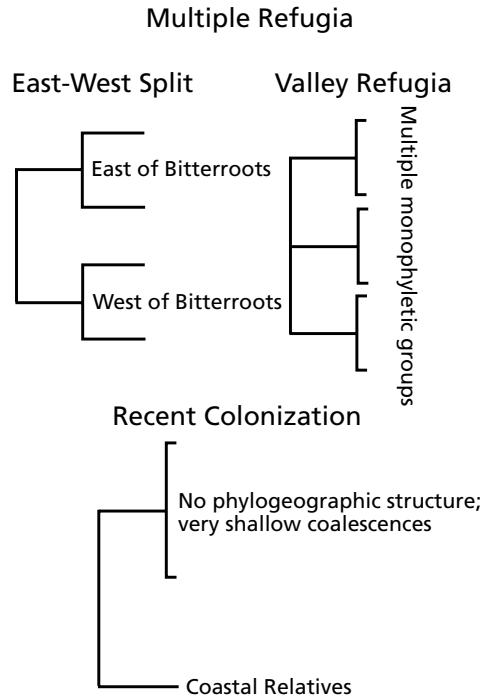 Multiple Refugia
East-West Split
Valley Refugia
East of Bitterroots
West of Bitterroots
Multiple monophyletic groups
Recent Colonization
No phylogeographic structure;
very shallow coalescences
Coastal Relatives